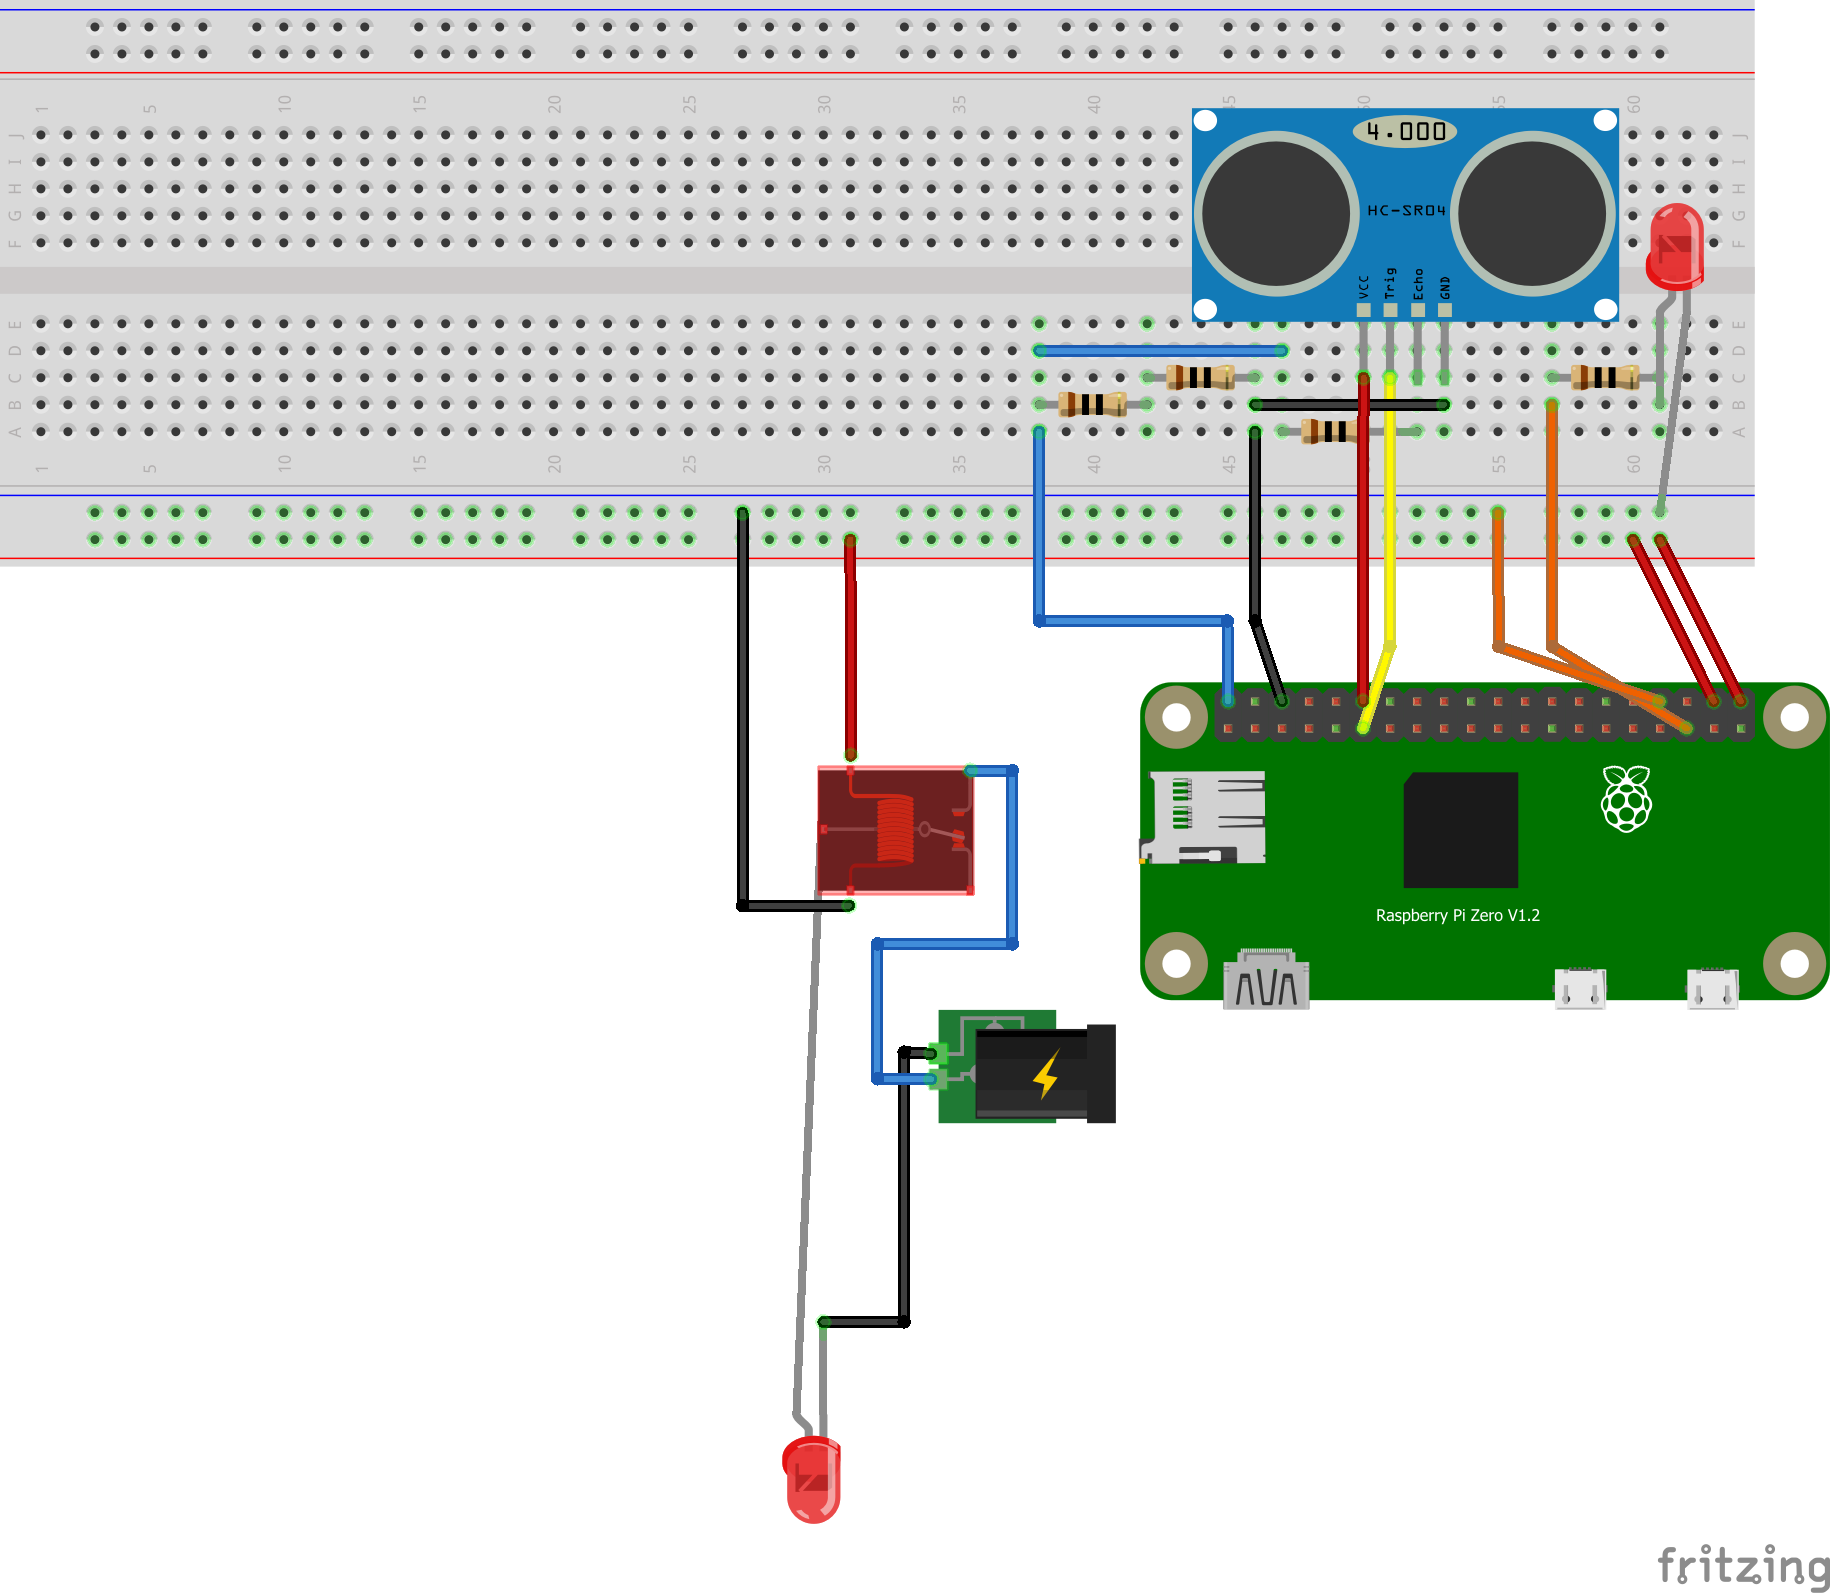 1 5 10 15 20 25 30 35 40 45 50 55 60
J J
I I
H H
G G
F F
4.000
HC-SR04
VCC Trig Echo GND
E E
D D
C C
B B
A A
1 5 10 15 20 25 30 35 40 45 55 60
Raspberry Pi Zero V1.2
fritzing